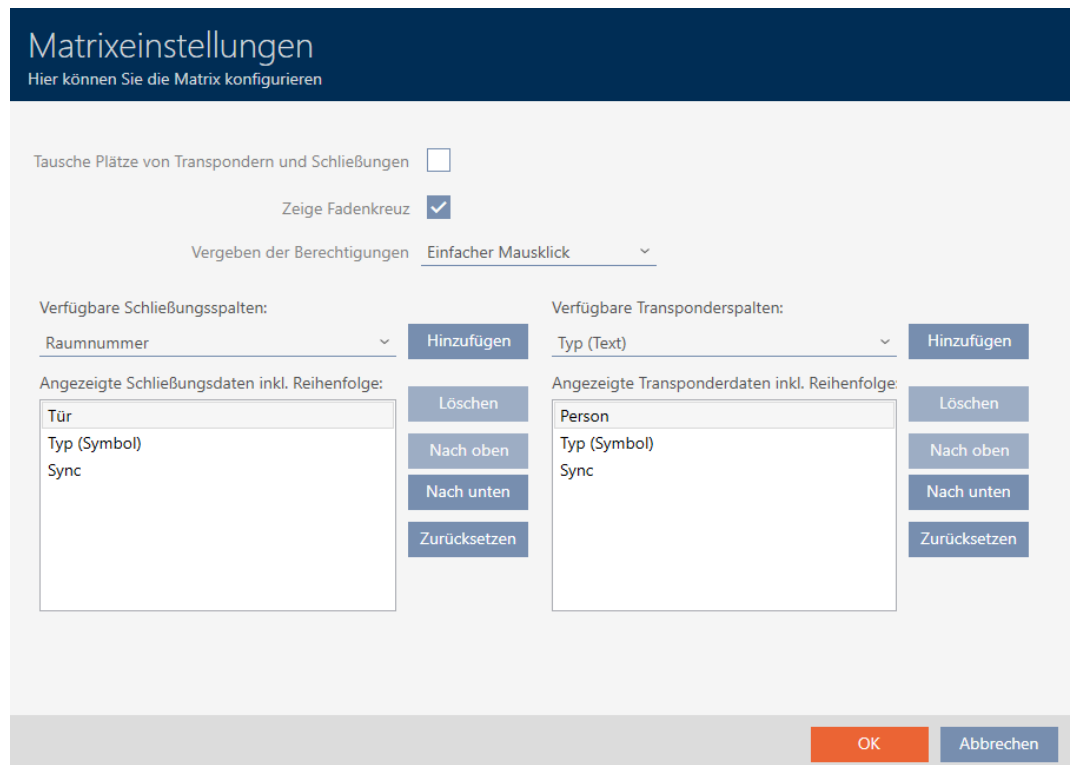 Matrixeinstellungen
Hier können Sie die Matrix konfigurieren
Tausche Plätze von Transpondern und Schließungen
Zeige Fadenkreuz
Vergeben der Berechtigungen Einfacher Mausklick
Verfügbare Schließungsspalten:
Raumnummer Hinzufügen
Angezeigte Schließungsdaten inkl. Reihenfolge:
Tür
Typ (Symbol)
Sync
Löschen
Nach oben
Nach unten
Zurücksetzen
Verfügbare Transponderspalten:
Typ (Text) Hinzufügen
Angezeigte Transponderdaten inkl. Reihenfolge:
Person
Typ (Symbol)
Sync
Löschen
Nach oben
Nach unten
Zurücksetzen
OK Abbrechen